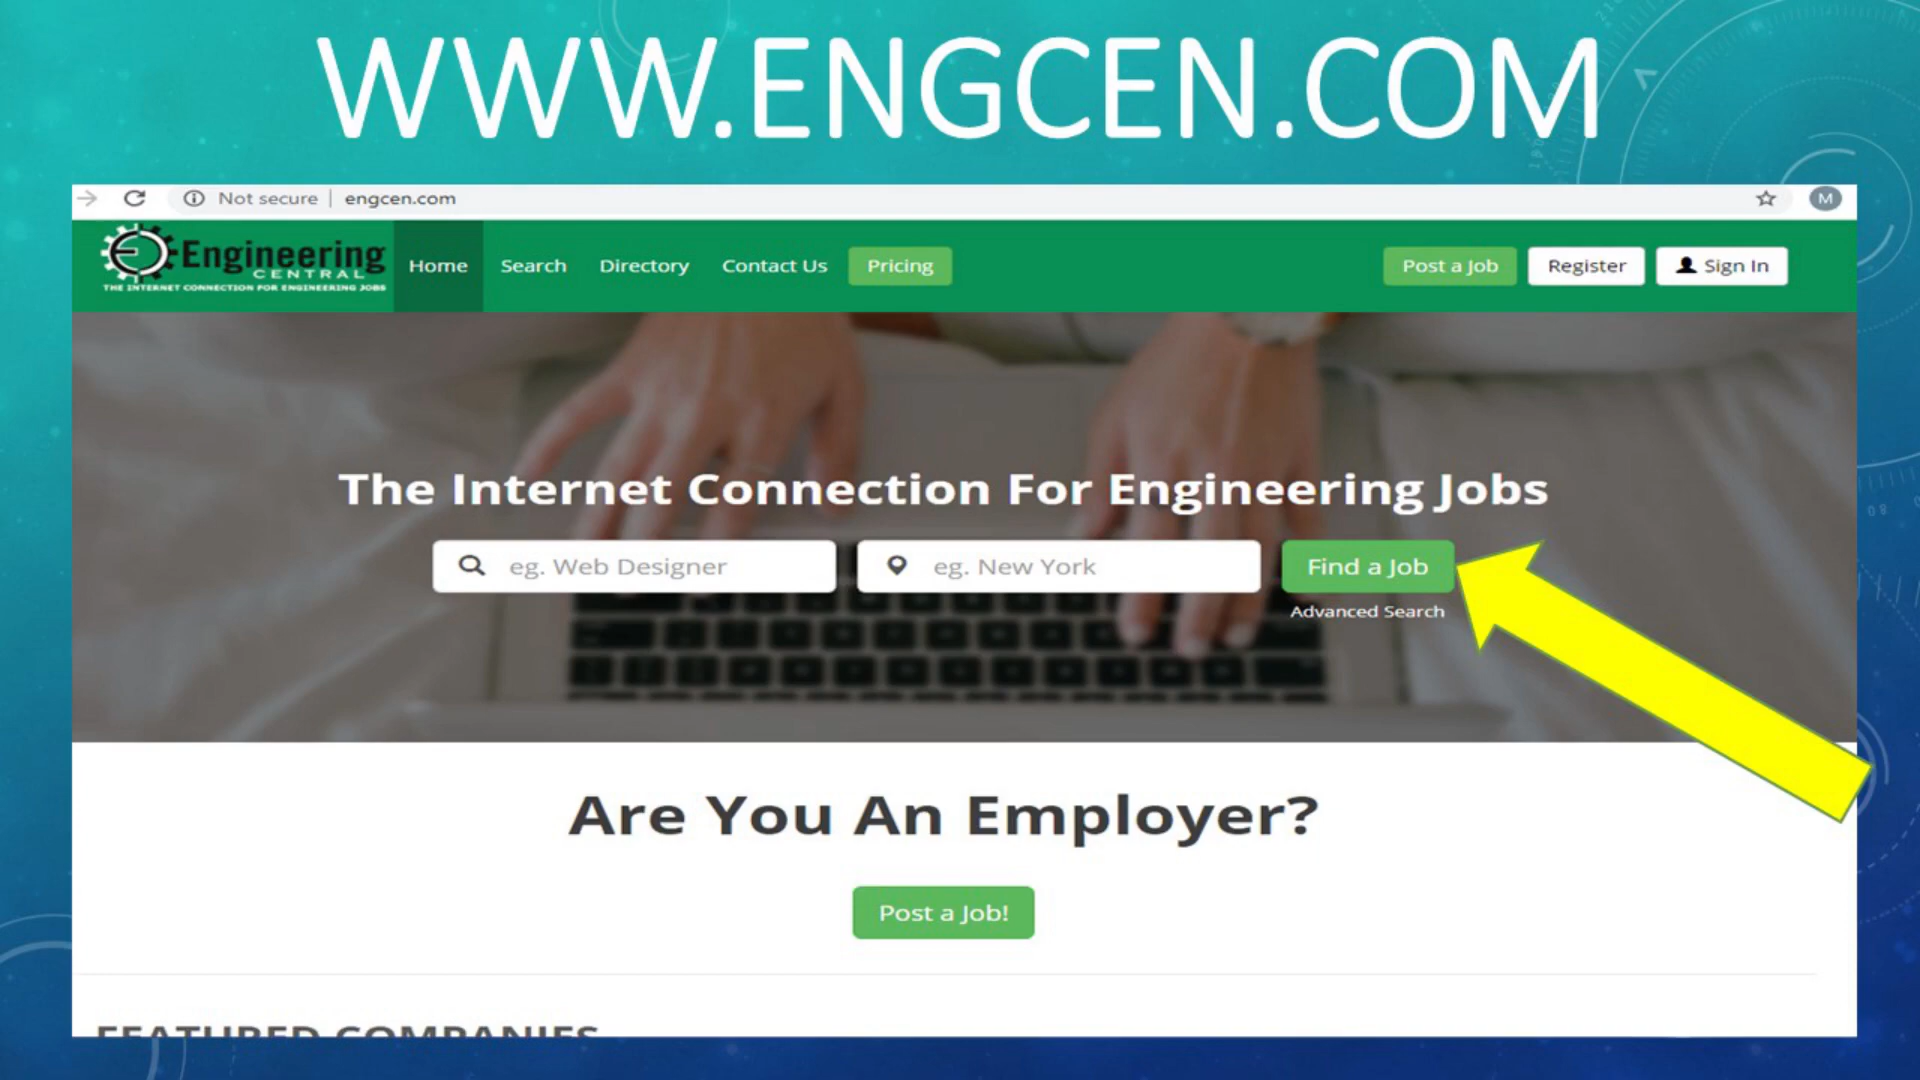 WWW.ENGCEN.COM
Not secure | engcen.com
M
Engineering
CENTRAL
THE INTERNET CONNECTION FOR ENGINEERING JOBS
Home Search Directory Contact Us Pricing Post a Job Register Sign In
The Internet Connection For Engineering Jobs
eg. Web Designer eg. New York Find a Job
Advanced Search
Are You An Employer?
Post a Job!
FEATURED COMPANIES